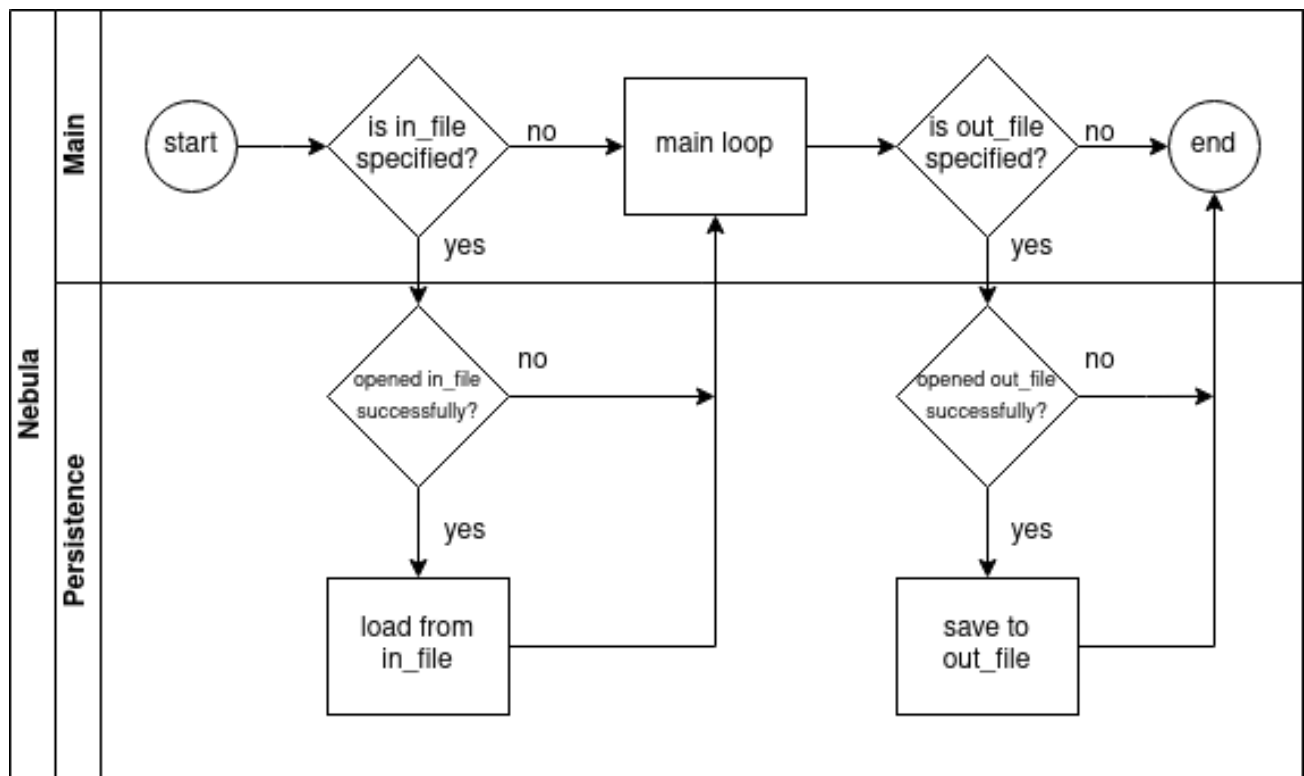 Nebula
Main
start
is in_file
specified?
no
main loop
is out_file
specified?
no
end
yes
yes
Persistence
opened in_file
successfully?
no
opened out_file
successfully?
no
yes
yes
load from
in_file
save to
out_file